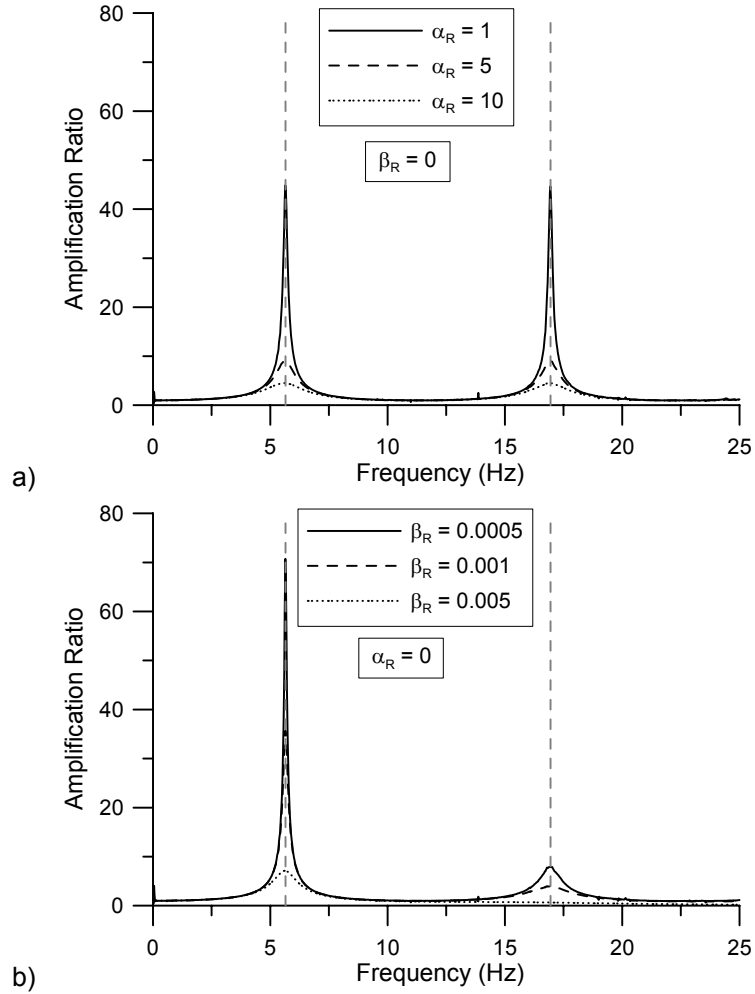 80
60
40
20
0
Amplification Ratio
α_R = 1
α_R = 5
α_R = 10
β_R = 0
0 5 10 15 20 25
Frequency (Hz)
a)
80
60
40
20
0
Amplification Ratio
β_R = 0.0005
β_R = 0.001
β_R = 0.005
α_R = 0
0 5 10 15 20 25
Frequency (Hz)
b)